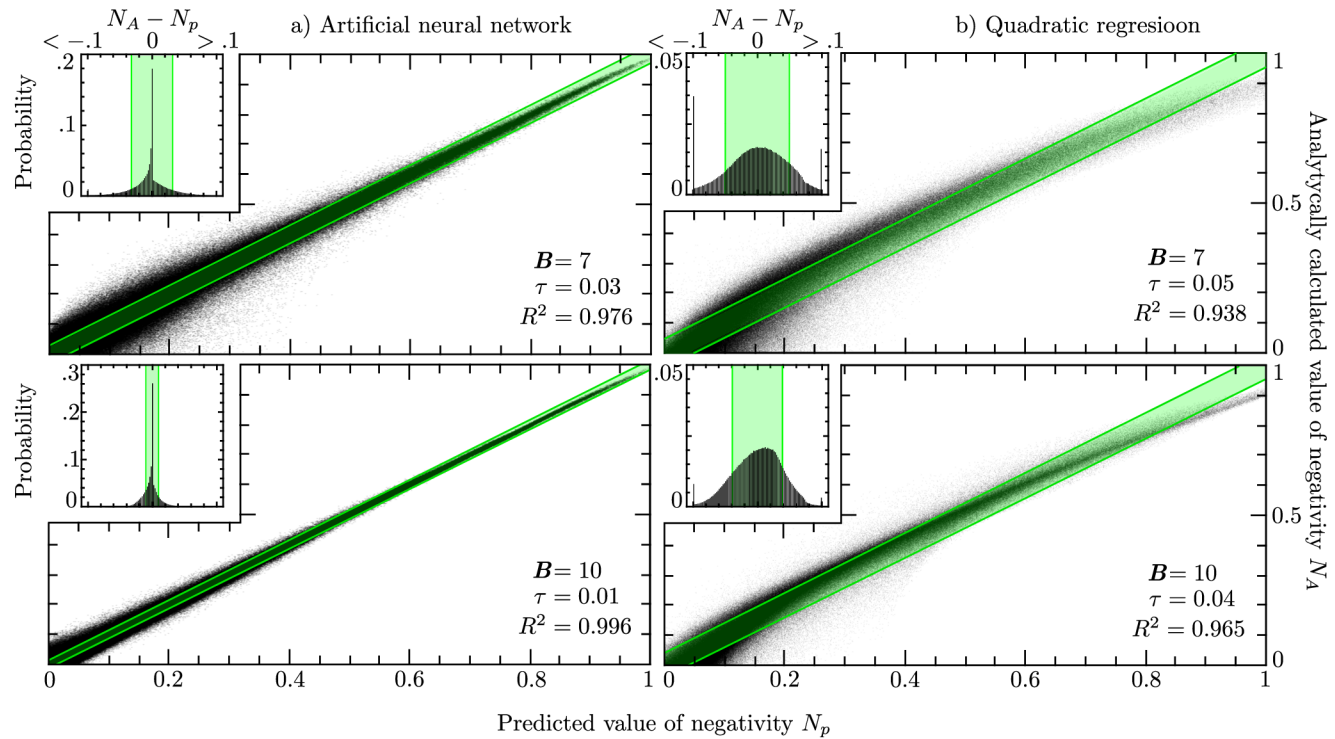 N_A − N_p
< −.1 0 > .1
a) Artificial neural network
N_A − N_p
< −.1 0 > .1
b) Quadratic regresioon
Probability
.2
.1
0
B = 7
τ = 0.03
R² = 0.976
.05
0
B = 7
τ = 0.05
R² = 0.938
1
0.5
0
Probability
.3
.2
.1
0
B = 10
τ = 0.01
R² = 0.996
.05
0
B = 10
τ = 0.04
R² = 0.965
1
0.5
0
0 0.2 0.4 0.6 0.8 1
0 0.2 0.4 0.6 0.8 1
Predicted value of negativity N_p
Analytycally calculated value of negativity N_A